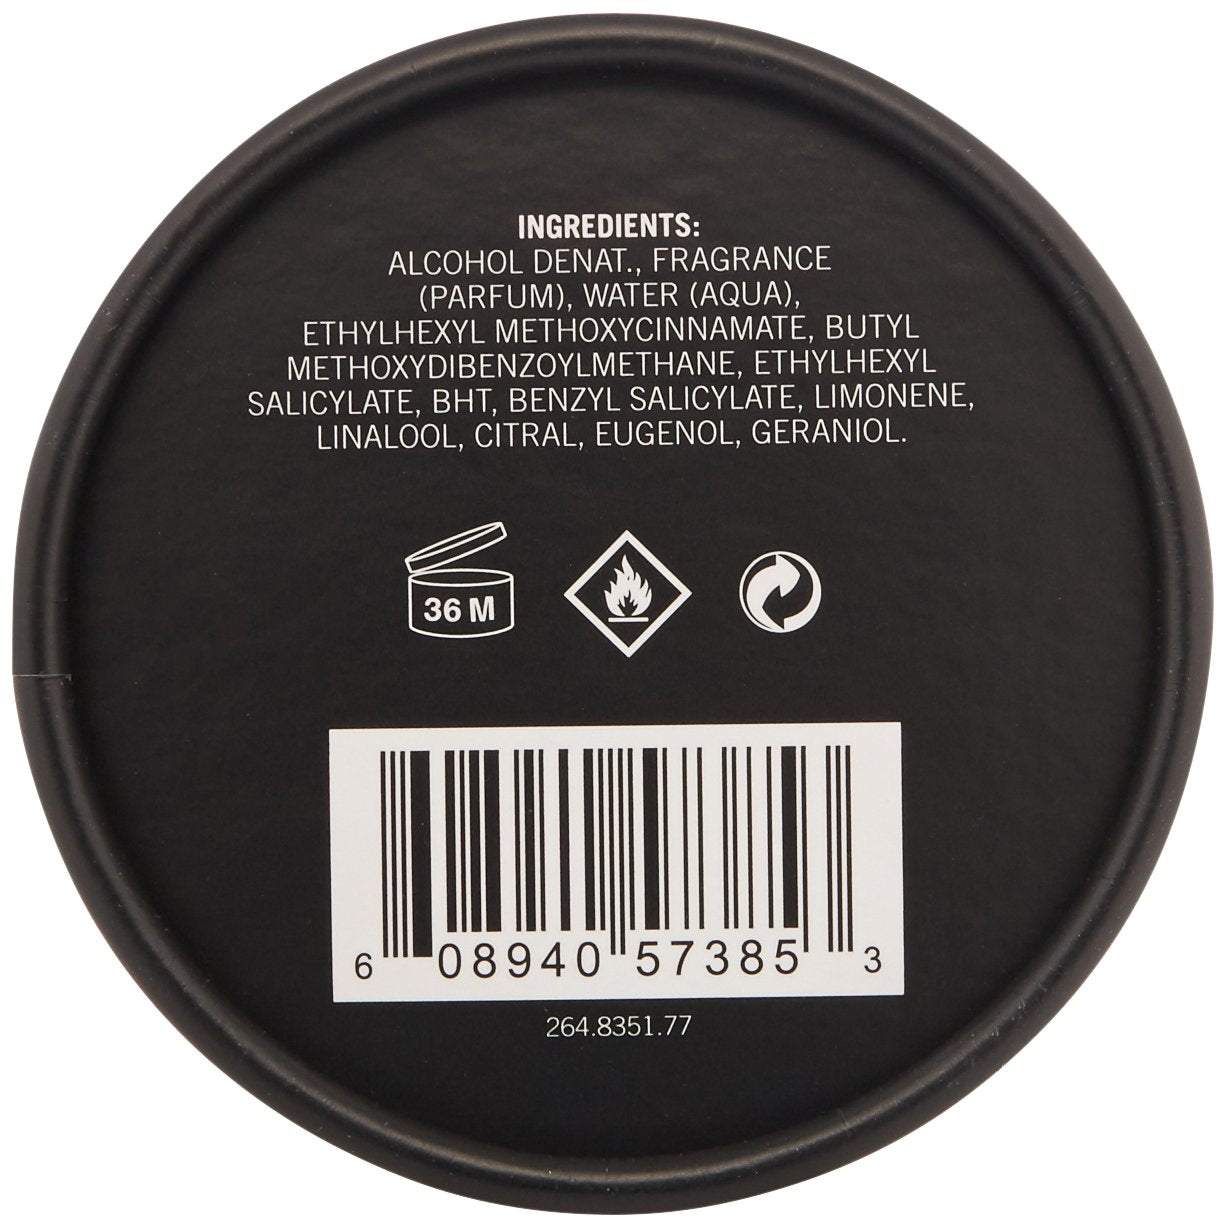 INGREDIENTS:
ALCOHOL DENAT., FRAGRANCE
(PARFUM), WATER (AQUA),
ETHYLHEXYL METHOXYCINNAMATE, BUTYL
METHOXYDIBENZOYLMETHANE, ETHYLHEXYL
SALICYLATE, BHT, BENZYL SALICYLATE, LIMONENE,
LINALOOL, CITRAL, EUGENOL, GERANIOL.
36 M
6 08940 57385 3
264.8351.77